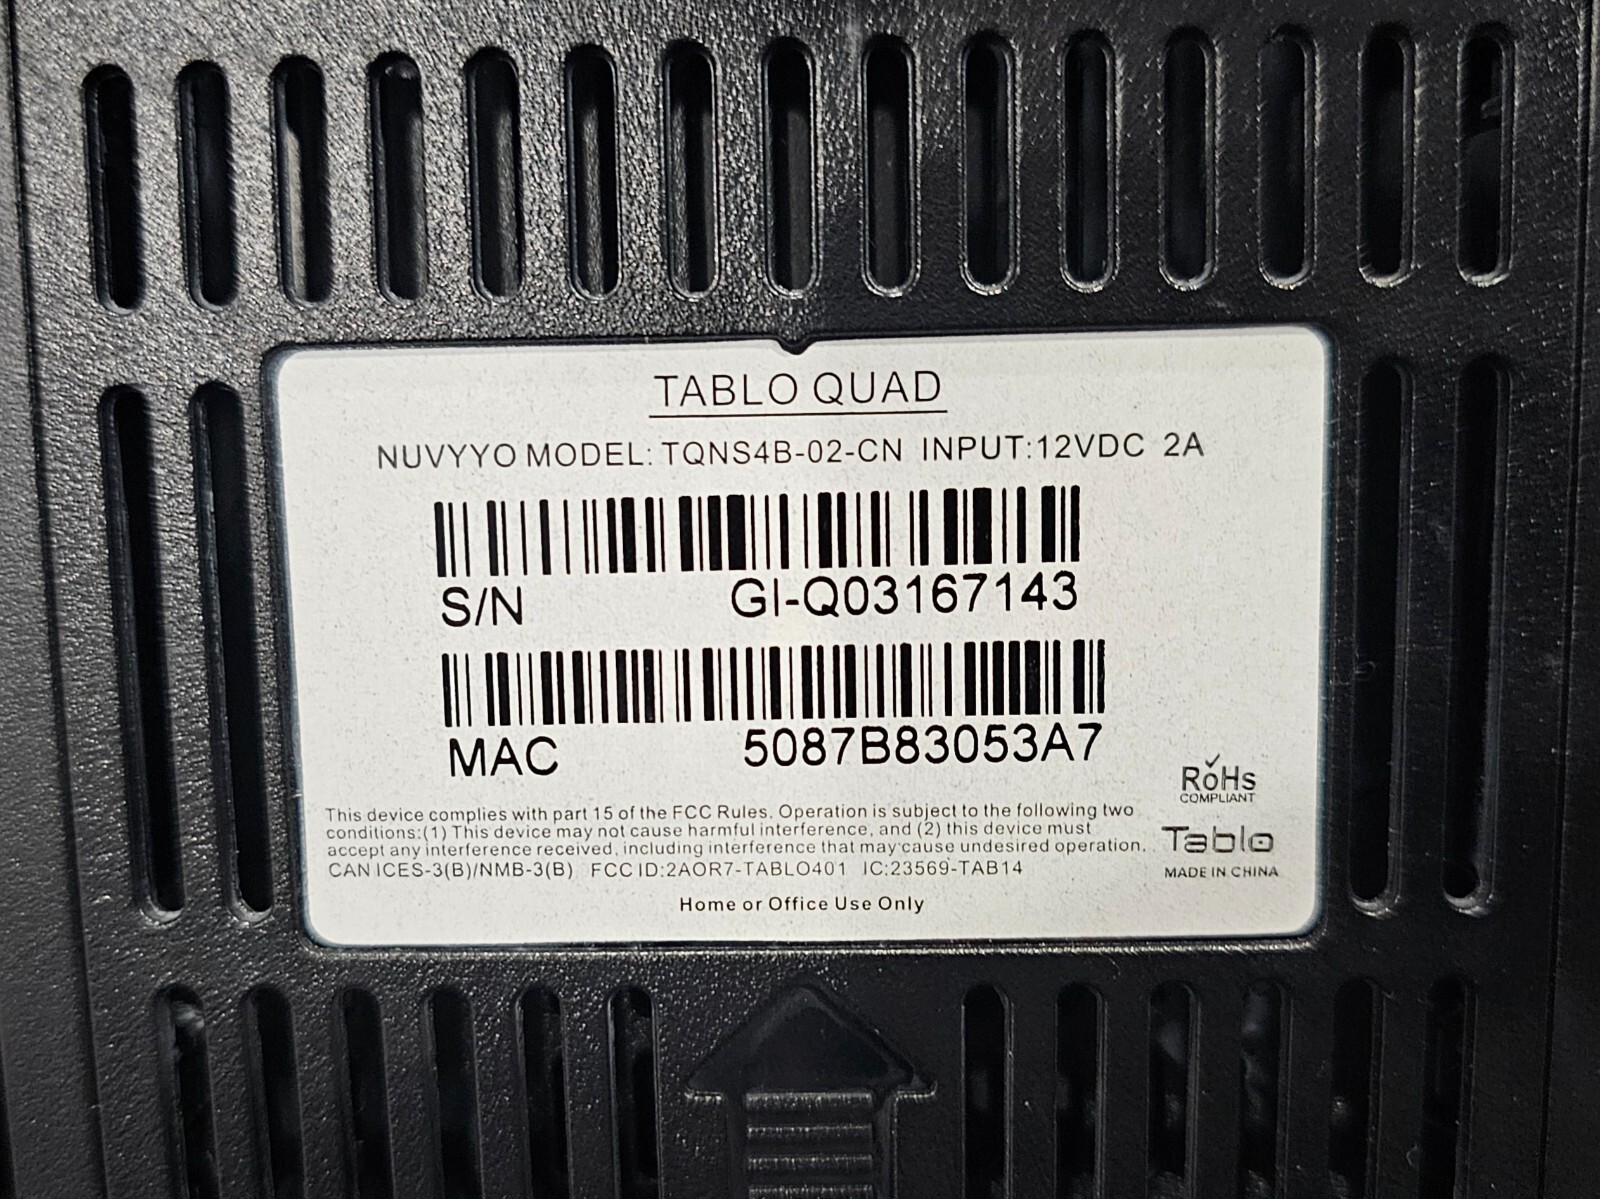 TABLO QUAD
NUVYYO MODEL: TQNS4B-02-CN INPUT:12VDC 2A
S/N GI-Q03167143
MAC 5087B83053A7
RoHS
COMPLIANT
This device complies with part 15 of the FCC Rules. Operation is subject to the following two
conditions:(1) This device may not cause harmful interference, and (2) this device must
accept any interference received, including interference that may cause undesired operation.
CAN ICES-3(B)/NMB-3(B) FCC ID:2AOR7-TABLO401 IC:23569-TAB14
Tablo
MADE IN CHINA
Home or Office Use Only